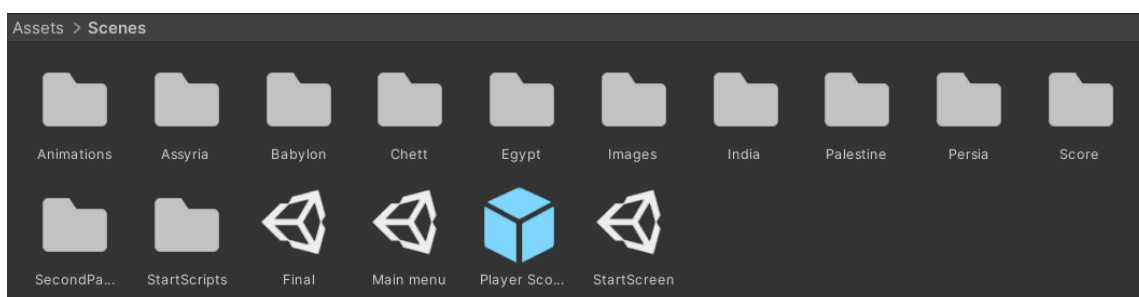 Assets > Scenes
Animations Assyria Babylon Chett Egypt Images India Palestine Persia Score
SecondPa... StartScripts Final Main menu Player Sco... StartScreen